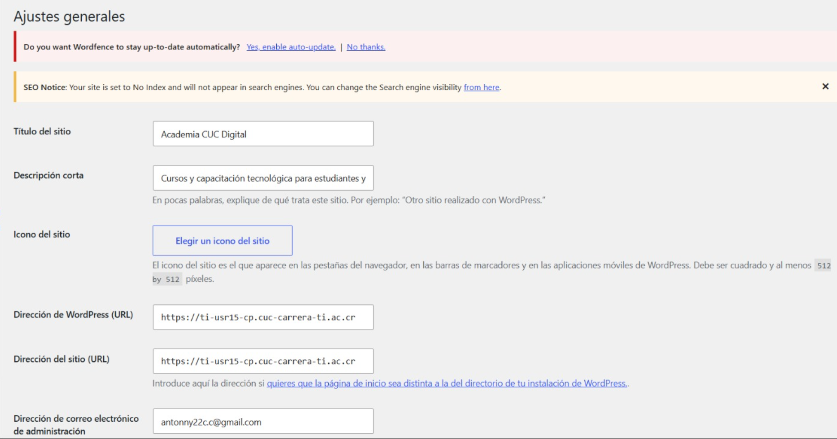 Ajustes generales
Do you want Wordfence to stay up-to-date automatically? Yes, enable auto-update. | No thanks.
SEO Notice: Your site is set to No Index and will not appear in search engines. You can change the Search engine visibility from here.
Título del sitio
Academia CUC Digital
Descripción corta
Cursos y capacitación tecnológica para estudiantes y
En pocas palabras, explique de qué trata este sitio. Por ejemplo: “Otro sitio realizado con WordPress.”
Icono del sitio
Elegir un icono del sitio
El icono del sitio es el que aparece en las pestañas del navegador, en las barras de marcadores y en las aplicaciones móviles de WordPress. Debe ser cuadrado y al menos 512
by 512 píxeles.
Dirección de WordPress (URL)
https://ti-usr15-cp.cuc-carrera-ti.ac.cr
Dirección del sitio (URL)
https://ti-usr15-cp.cuc-carrera-ti.ac.cr
Introduce aquí la dirección si quieres que la página de inicio sea distinta a la del directorio de tu instalación de WordPress..
Dirección de correo electrónico
de administración
antonny22c.c@gmail.com